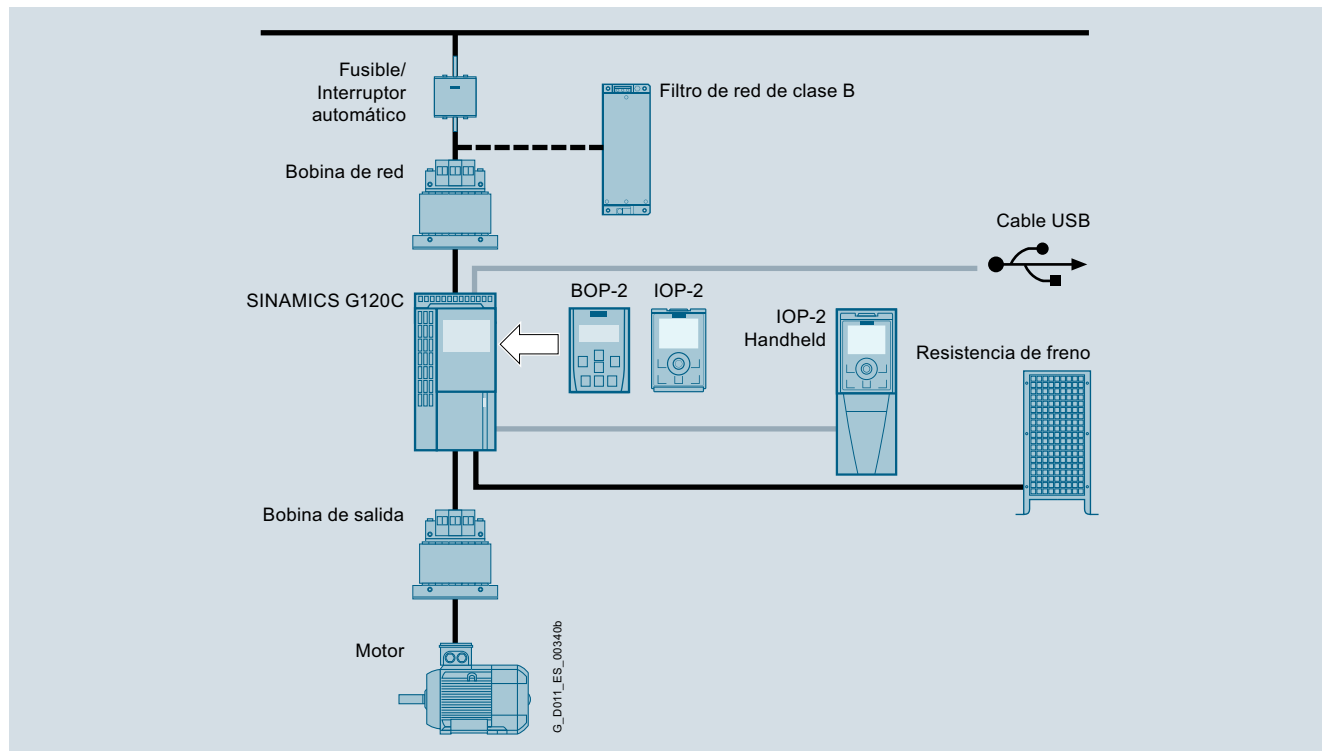 Fusible/
Interruptor
automático
Filtro de red de clase B
Bobina de red
Cable USB
SINAMICS G120C
BOP-2
IOP-2
IOP-2
Handheld
Resistencia de freno
Bobina de salida
Motor
G_D011_ES_00340b